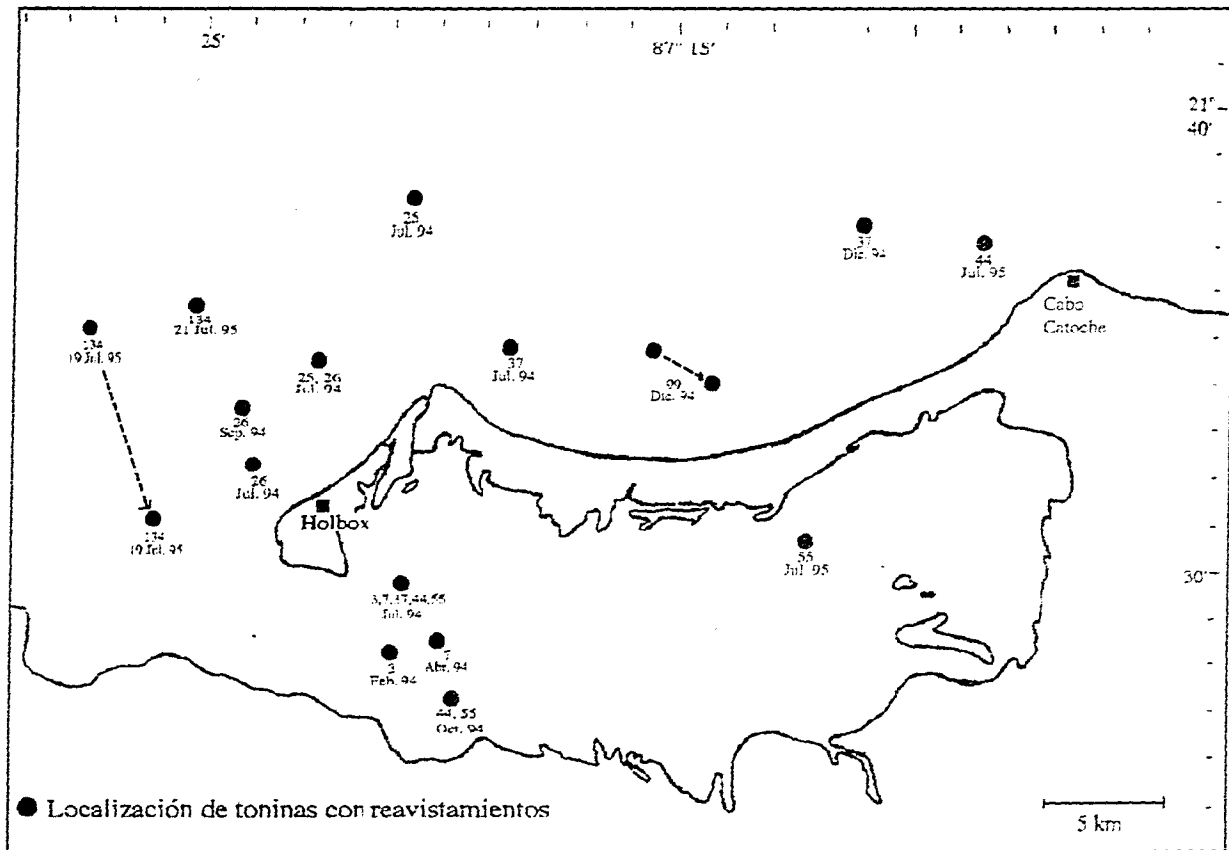 25'
87° 15'
21°
40'
25
Jul. 94
37
Dic. 94
44
Jul. 95
Cabo
Catoche
134
21 Jul. 95
134
19 Jul. 95
25, 26
Jul. 94
37
Jul. 94
99
Dic. 94
26
Sep. 94
26
Jul. 94
Holbox
134
19 Jul. 95
55
Jul. 95
30'
3,7,37,44,55
Jul. 94
7
Abr. 94
3
Feb. 94
44, 55
Oct. 94
Localización de toninas con reavistamientos
5 km